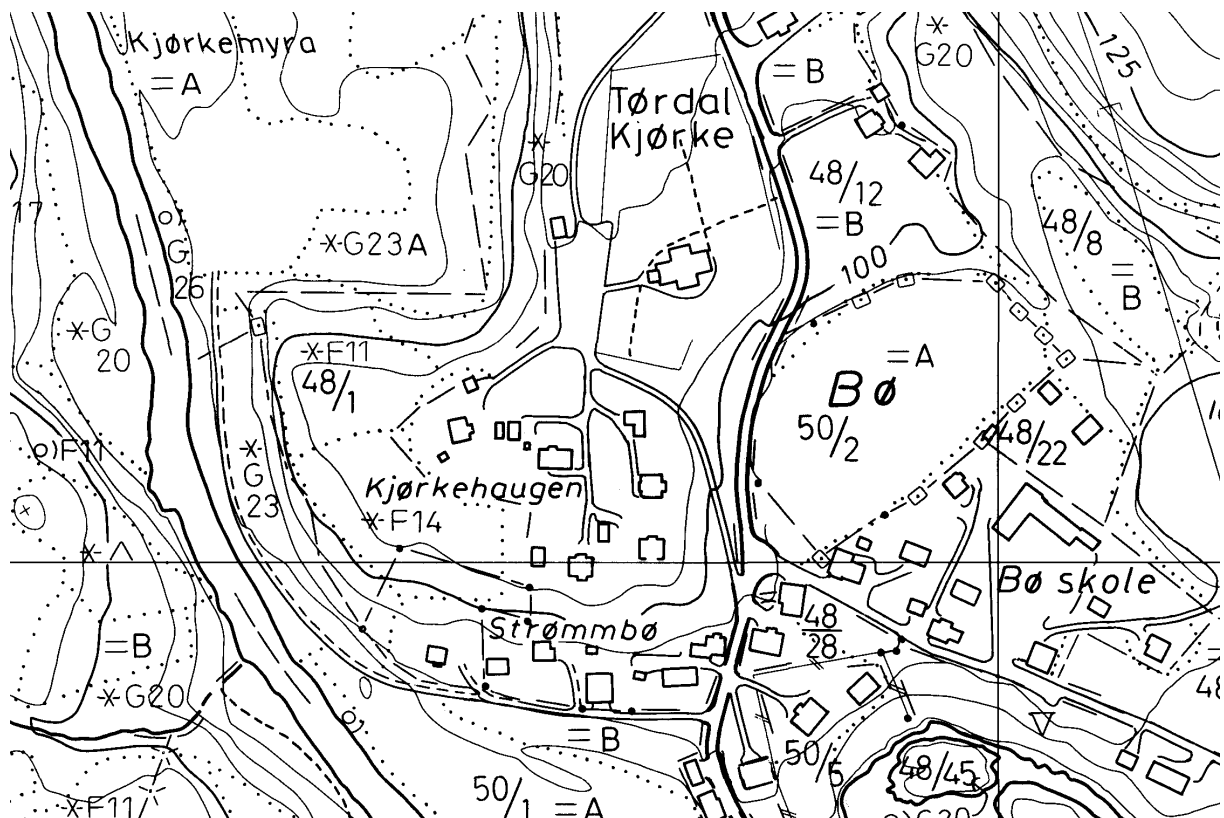 Kjørkemyra
= A
G20
= B
125
Tørdal
Kjørke
G20
48/12
= B
48/8
= B
17
G
26
G23A
100
G
20
F11
48/1
= A
Bø
50/2
48/22
F11
G
23
Kjørkehaugen
F14
Bø skole
Strømmbø
48
28
= B
G20
= B
50/5
48/45
50/1 = A
F11
G20